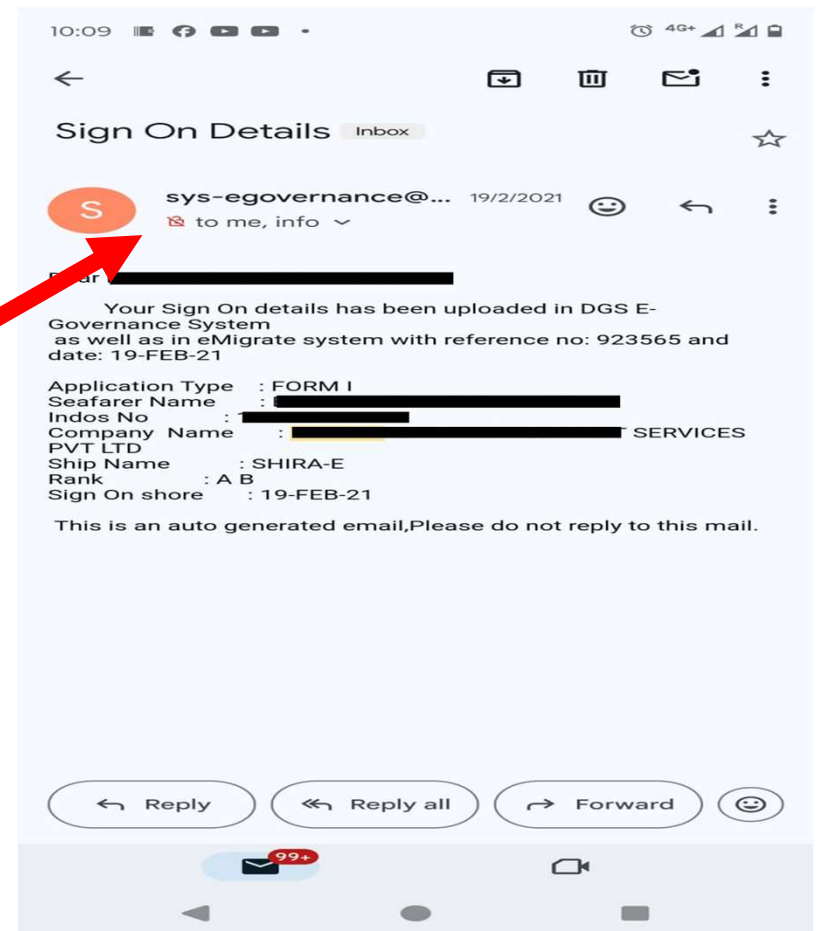 10:09
4G+ R
Sign On Details Inbox
S
sys-egovernance@... 19/2/2021
to me, info
Your Sign On details has been uploaded in DGS E-
Governance System
as well as in eMigrate system with reference no: 923565 and
date: 19-FEB-21
Application Type : FORM I
Seafarer Name :
Indos No :
Company Name : SERVICES
PVT LTD
Ship Name : SHIRA-E
Rank : A B
Sign On shore : 19-FEB-21
This is an auto generated email,Please do not reply to this mail.
Reply Reply all Forward
99+